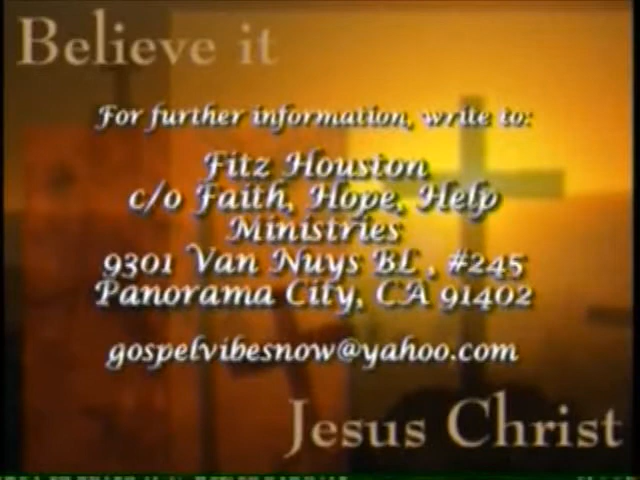 Believe it
For further information, write to:
Fitz Houston
c/o Faith, Hope, Help
Ministries
9301 Van Nuys BL , #245
Panorama City, CA 91402
gospelvibesnow@yahoo.com
Jesus Christ